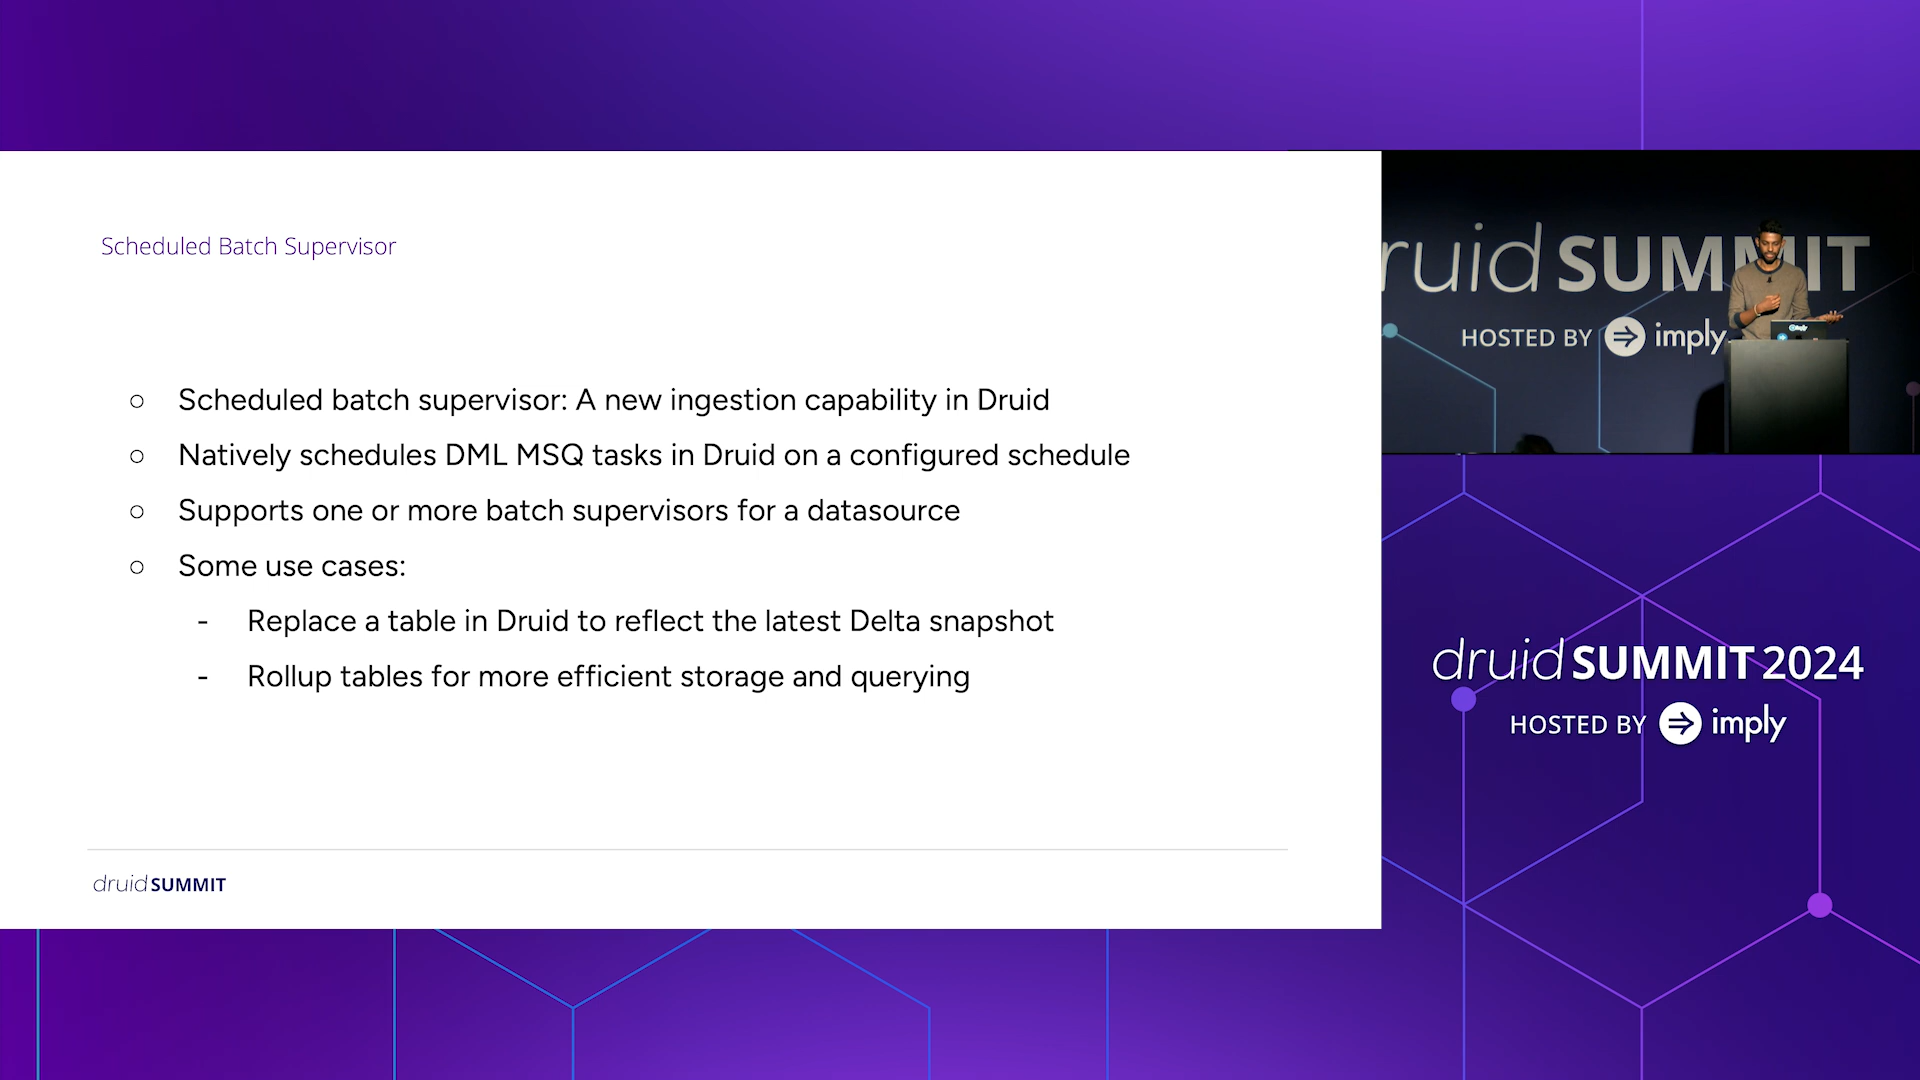 Scheduled Batch Supervisor
○ Scheduled batch supervisor: A new ingestion capability in Druid
○ Natively schedules DML MSQ tasks in Druid on a configured schedule
○ Supports one or more batch supervisors for a datasource
○ Some use cases:
- Replace a table in Druid to reflect the latest Delta snapshot
- Rollup tables for more efficient storage and querying
druid SUMMIT
ruid SUMMIT
HOSTED BY imply
imply
druid SUMMIT 2024
HOSTED BY imply